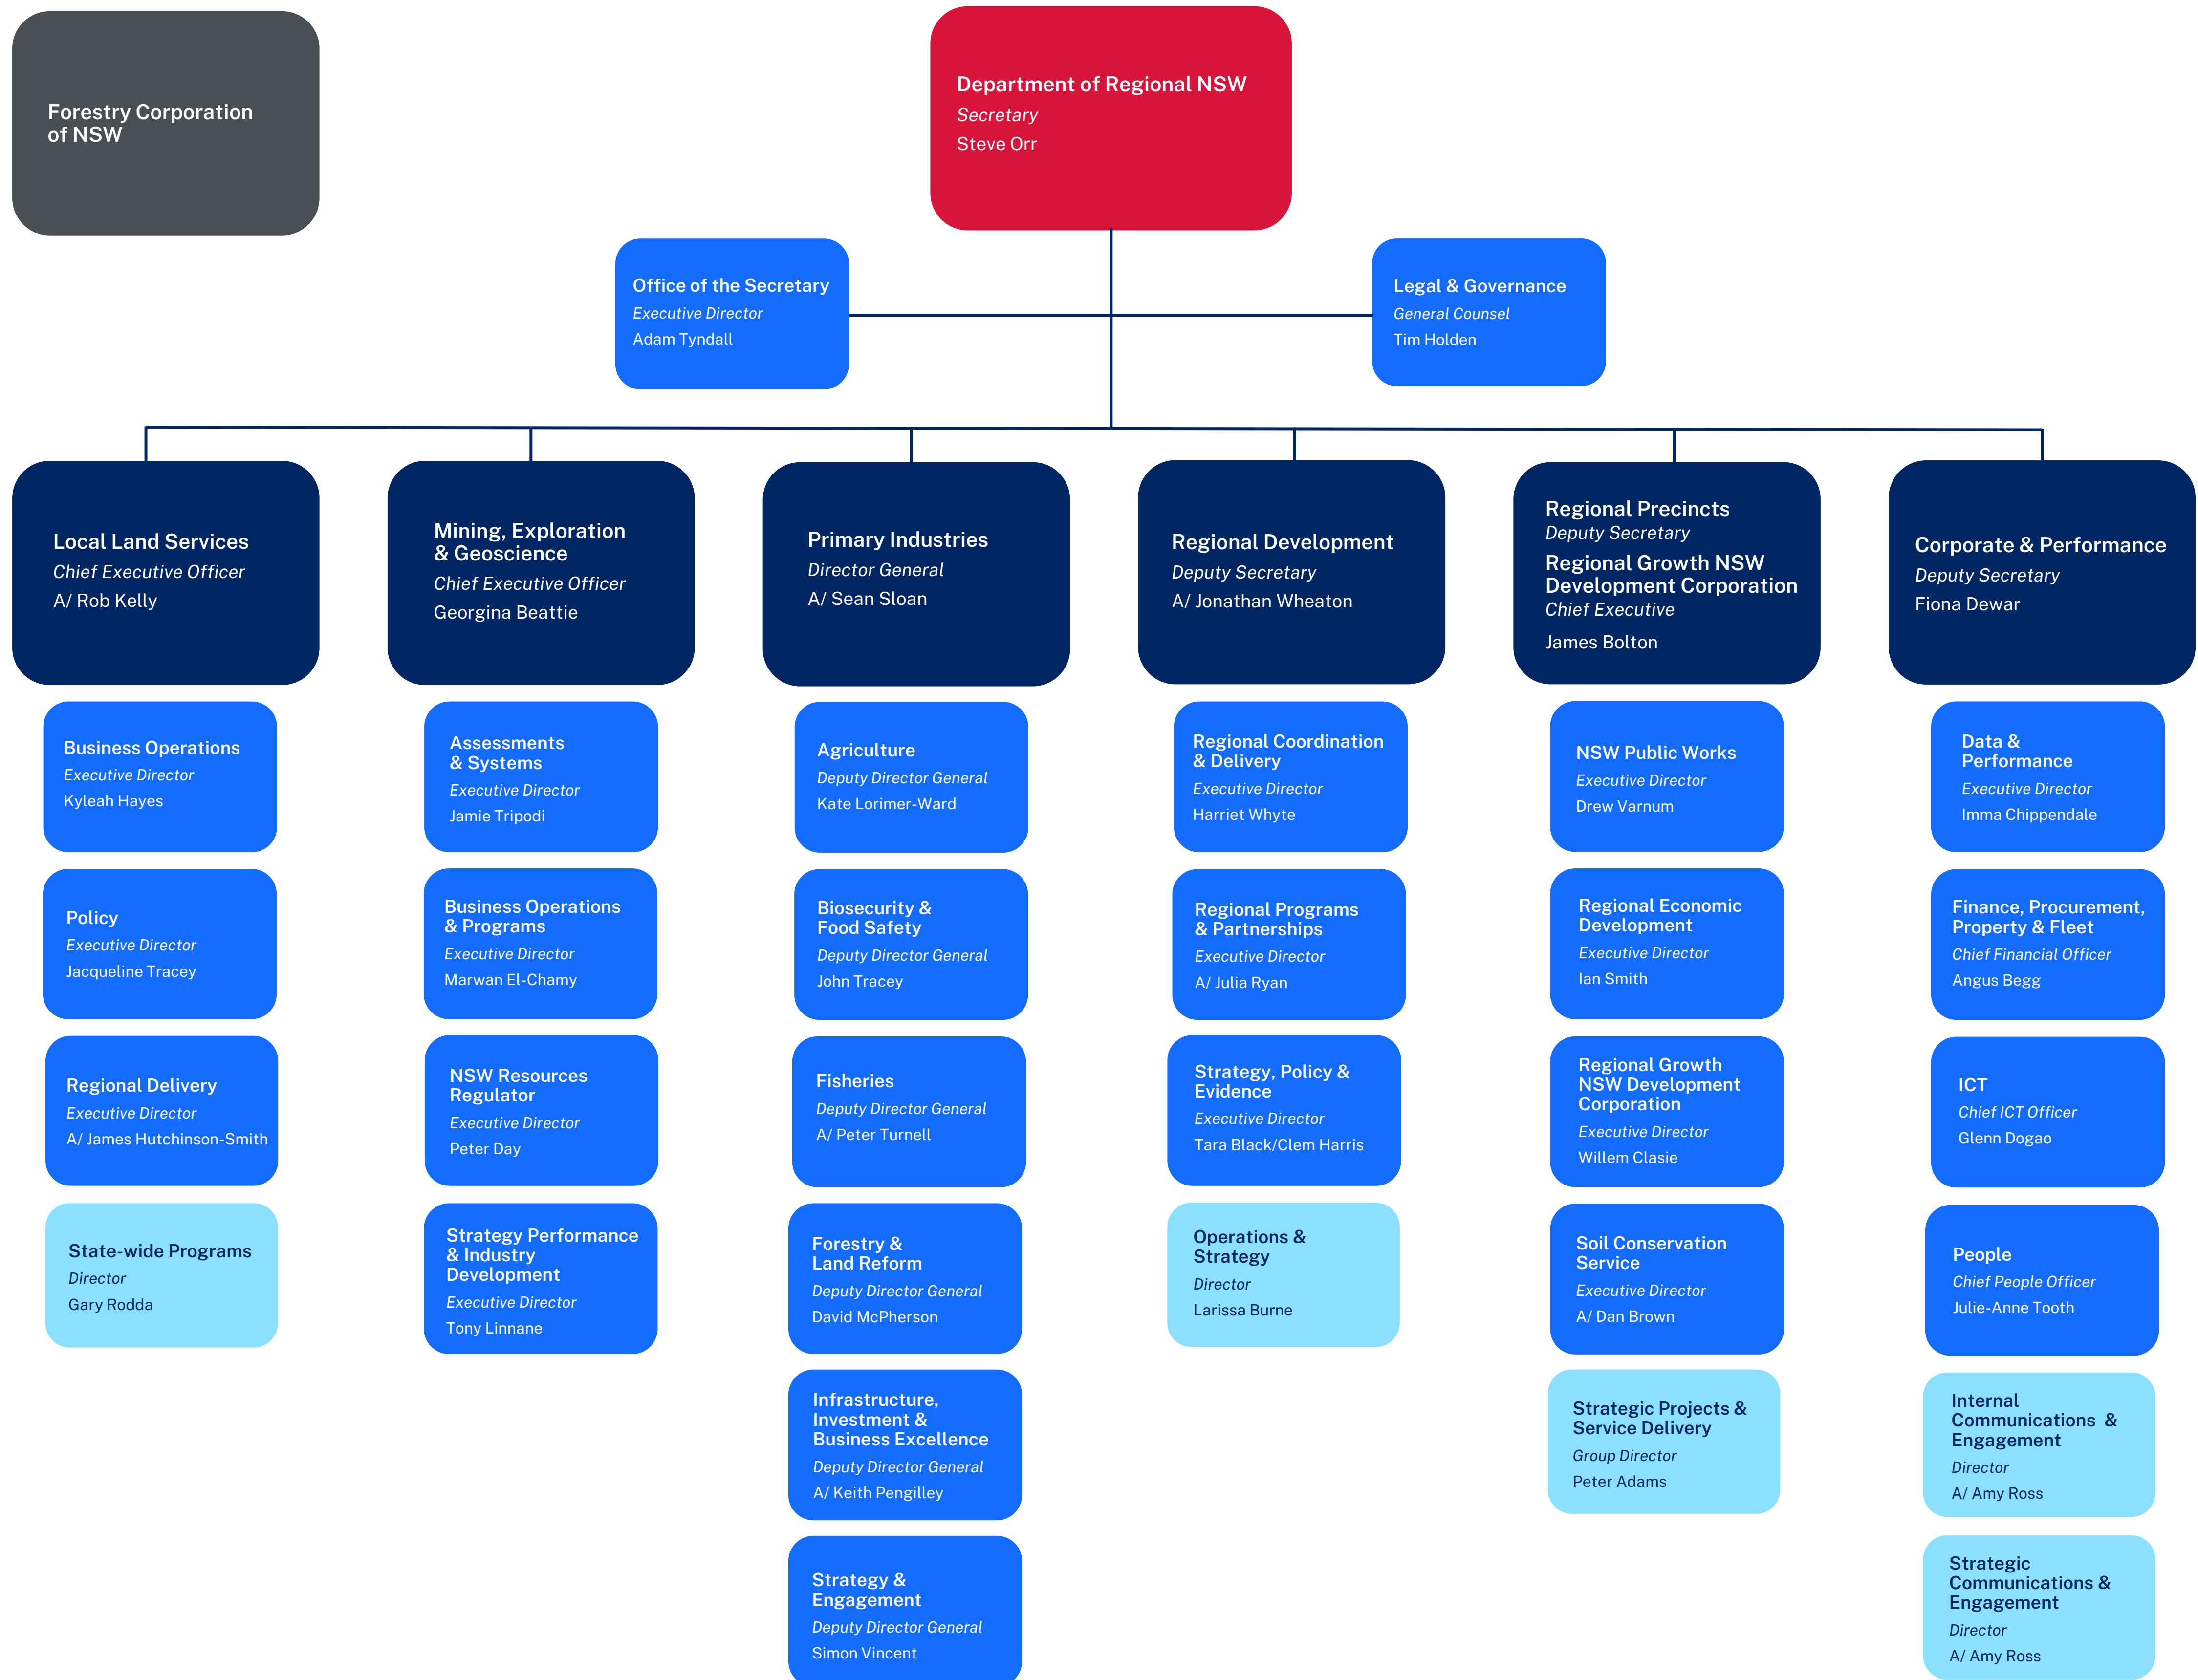 Forestry Corporation
of NSW
Department of Regional NSW
Secretary
Steve Orr
Office of the Secretary
Executive Director
Adam Tyndall
Legal & Governance
General Counsel
Tim Holden
Local Land Services
Chief Executive Officer
A/ Rob Kelly
Business Operations
Executive Director
Kyleah Hayes
Policy
Executive Director
Jacqueline Tracey
Regional Delivery
Executive Director
A/ James Hutchinson-Smith
State-wide Programs
Director
Gary Rodda
Mining, Exploration
& Geoscience
Chief Executive Officer
Georgina Beattie
Assessments
& Systems
Executive Director
Jamie Tripodi
Business Operations
& Programs
Executive Director
Marwan El-Chamy
NSW Resources
Regulator
Executive Director
Peter Day
Strategy Performance
& Industry
Development
Executive Director
Tony Linnane
Primary Industries
Director General
A/ Sean Sloan
Agriculture
Deputy Director General
Kate Lorimer-Ward
Biosecurity &
Food Safety
Deputy Director General
John Tracey
Fisheries
Deputy Director General
A/ Peter Turnell
Forestry &
Land Reform
Deputy Director General
David McPherson
Infrastructure,
Investment &
Business Excellence
Deputy Director General
A/ Keith Pengilley
Strategy &
Engagement
Deputy Director General
Simon Vincent
Regional Development
Deputy Secretary
A/ Jonathan Wheaton
Regional Coordination
& Delivery
Executive Director
Harriet Whyte
Regional Programs
& Partnerships
Executive Director
A/ Julia Ryan
Strategy, Policy &
Evidence
Executive Director
Tara Black/Clem Harris
Operations &
Strategy
Director
Larissa Burne
Regional Precincts
Deputy Secretary
Regional Growth NSW
Development Corporation
Chief Executive
James Bolton
NSW Public Works
Executive Director
Drew Varnum
Regional Economic
Development
Executive Director
Ian Smith
Regional Growth
NSW Development
Corporation
Executive Director
Willem Clasie
Soil Conservation
Service
Executive Director
A/ Dan Brown
Strategic Projects &
Service Delivery
Group Director
Peter Adams
Corporate & Performance
Deputy Secretary
Fiona Dewar
Data &
Performance
Executive Director
Imma Chippendale
Finance, Procurement,
Property & Fleet
Chief Financial Officer
Angus Begg
ICT
Chief ICT Officer
Glenn Dogao
People
Chief People Officer
Julie-Anne Tooth
Internal
Communications &
Engagement
Director
A/ Amy Ross
Strategic
Communications &
Engagement
Director
A/ Amy Ross